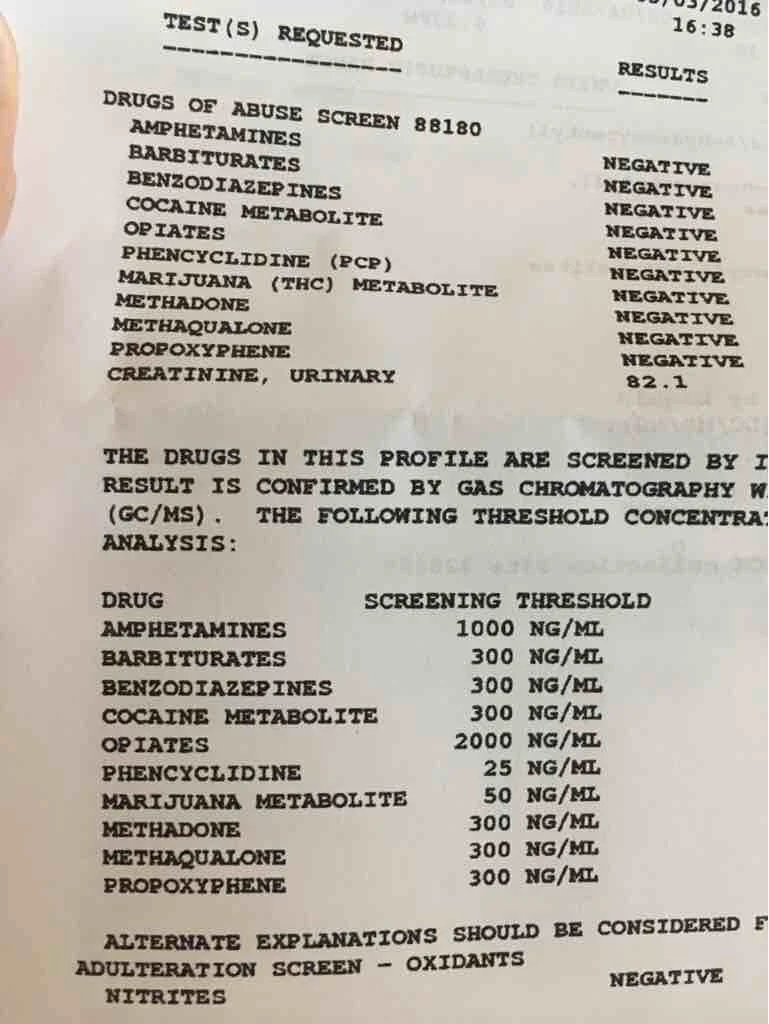 /03/2016
16:38
TEST(S) REQUESTED
RESULTS
DRUGS OF ABUSE SCREEN 88180
AMPHETAMINES NEGATIVE
BARBITURATES NEGATIVE
BENZODIAZEPINES NEGATIVE
COCAINE METABOLITE NEGATIVE
OPIATES NEGATIVE
PHENCYCLIDINE (PCP) NEGATIVE
MARIJUANA (THC) METABOLITE NEGATIVE
METHADONE NEGATIVE
METHAQUALONE NEGATIVE
PROPOXYPHENE NEGATIVE
CREATININE, URINARY 82.1
THE DRUGS IN THIS PROFILE ARE SCREENED BY I
RESULT IS CONFIRMED BY GAS CHROMATOGRAPHY W
(GC/MS). THE FOLLOWING THRESHOLD CONCENTRAT
ANALYSIS:
DRUG SCREENING THRESHOLD
AMPHETAMINES 1000 NG/ML
BARBITURATES 300 NG/ML
BENZODIAZEPINES 300 NG/ML
COCAINE METABOLITE 300 NG/ML
OPIATES 2000 NG/ML
PHENCYCLIDINE 25 NG/ML
MARIJUANA METABOLITE 50 NG/ML
METHADONE 300 NG/ML
METHAQUALONE 300 NG/ML
PROPOXYPHENE 300 NG/ML
ALTERNATE EXPLANATIONS SHOULD BE CONSIDERED F
ADULTERATION SCREEN - OXIDANTS
NITRITES NEGATIVE